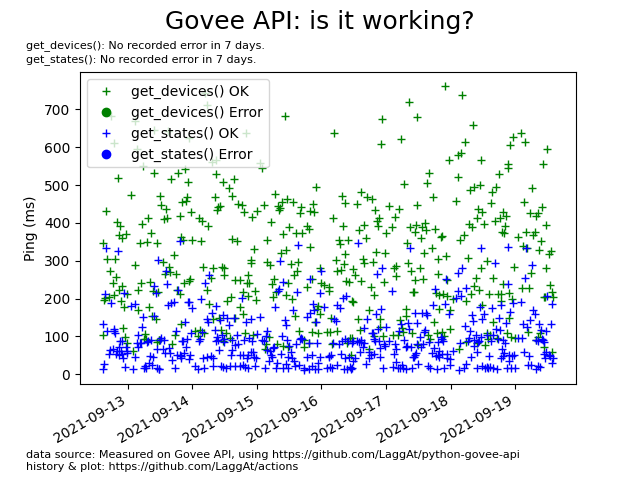 Govee API: is it working?
get_devices(): No recorded error in 7 days.
get_states(): No recorded error in 7 days.
get_devices() OK
get_devices() Error
get_states() OK
get_states() Error
Ping (ms)
700
600
500
400
300
200
100
0
2021-09-13
2021-09-14
2021-09-15
2021-09-16
2021-09-17
2021-09-18
2021-09-19
data source: Measured on Govee API, using https://github.com/LaggAt/python-govee-api
history & plot: https://github.com/LaggAt/actions